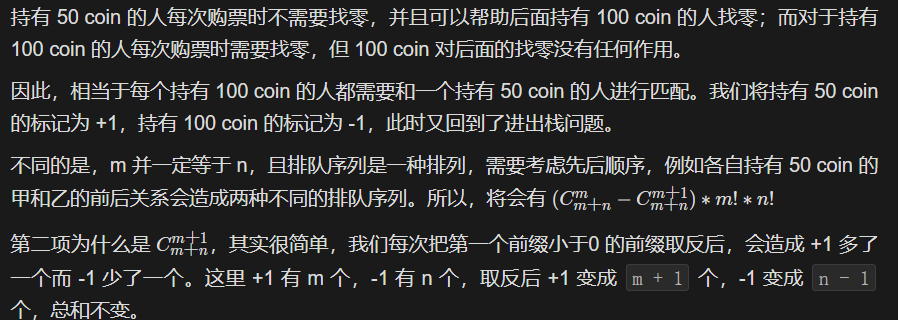 持有 50 coin 的人每次购票时不需要找零，并且可以帮助后面持有 100 coin 的人找零；而对于持有
100 coin 的人每次购票时需要找零，但 100 coin 对后面的找零没有任何作用。
因此，相当于每个持有 100 coin 的人都需要和一个持有 50 coin 的人进行匹配。我们将持有 50 coin
的标记为 +1，持有 100 coin 的标记为 -1，此时又回到了进出栈问题。
不同的是，m 并一定等于 n，且排队序列是一种排列，需要考虑先后顺序，例如各自持有 50 coin 的
甲和乙的前后关系会造成两种不同的排队序列。所以，将会有 $(C_{m+n}^{m} - C_{m+n}^{m+1}) * m! * n!$
第二项为什么是 $C_{m+n}^{m+1}$，其实很简单，我们每次把第一个前缀小于0 的前缀取反后，会造成 +1 多了
一个而 -1 少了一个。这里 +1 有 m 个，-1 有 n 个，取反后 +1 变成 m + 1 个，-1 变成 n - 1
个，总和不变。